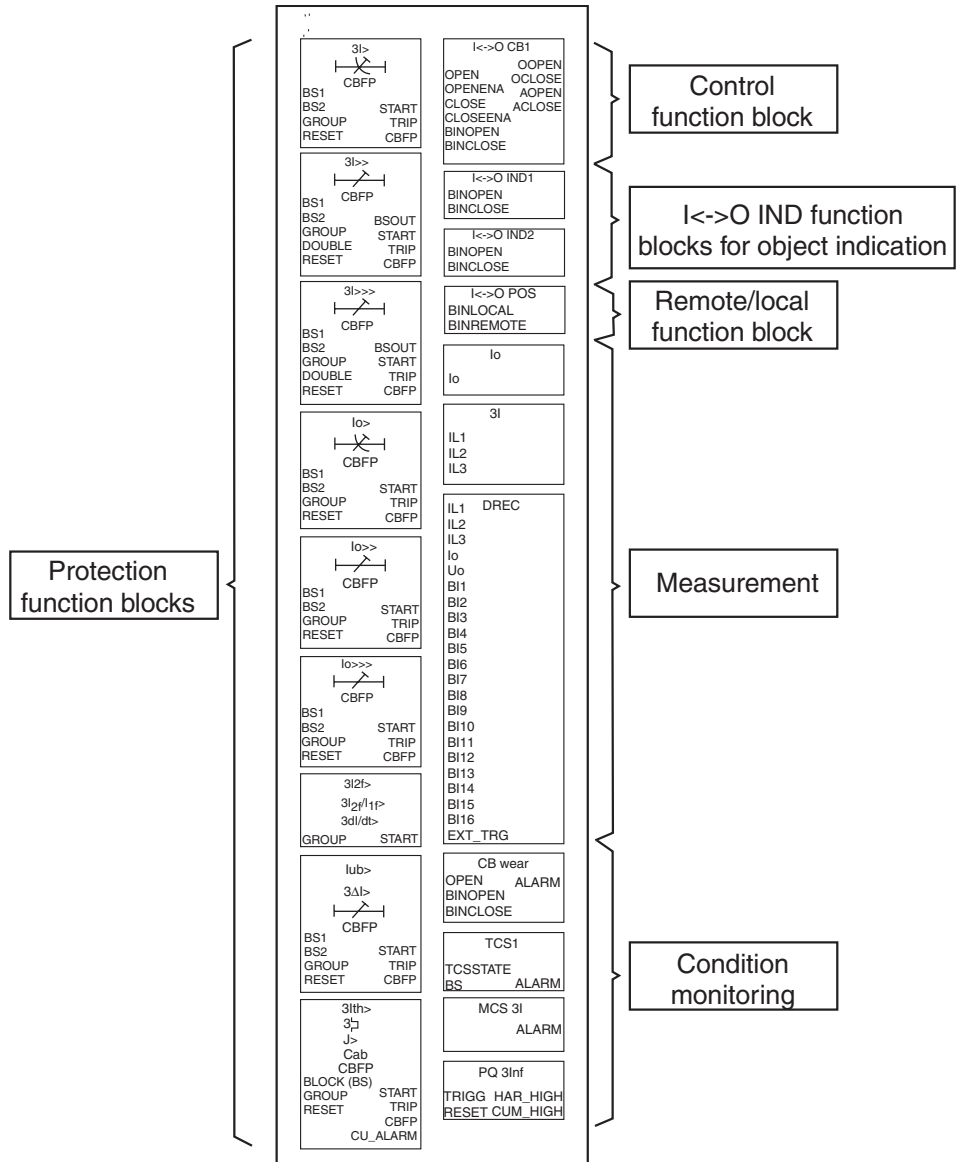 Protection
function blocks
3I>
CBFP
BS1
BS2 START
GROUP TRIP
RESET CBFP
3I>>
CBFP
BS1
BS2 BSOUT
GROUP START
DOUBLE TRIP
RESET CBFP
3I>>>
CBFP
BS1
BS2 BSOUT
GROUP START
DOUBLE TRIP
RESET CBFP
Io>
CBFP
BS1
BS2 START
GROUP TRIP
RESET CBFP
Io>>
CBFP
BS1
BS2 START
GROUP TRIP
RESET CBFP
Io>>>
CBFP
BS1
BS2 START
GROUP TRIP
RESET CBFP
3I2f>
3I2f/I1f>
3dI/dt>
GROUP START
Iub>
3ΔI>
CBFP
BS1
BS2 START
GROUP TRIP
RESET CBFP
3Ith>
3
J>
Cab
CBFP
BLOCK (BS)
GROUP START
RESET TRIP
CBFP
CU_ALARM
I<->O CB1
OPEN OOPEN
OPENENA OCLOSE
CLOSE AOPEN
CLOSEENA ACLOSE
BINOPEN
BINCLOSE
I<->O IND1
BINOPEN
BINCLOSE
I<->O IND2
BINOPEN
BINCLOSE
I<->O POS
BINLOCAL
BINREMOTE
Io
Io
3I
IL1
IL2
IL3
IL1 DREC
IL2
IL3
Io
Uo
BI1
BI2
BI3
BI4
BI5
BI6
BI7
BI8
BI9
BI10
BI11
BI12
BI13
BI14
BI15
BI16
EXT_TRG
CB wear
OPEN ALARM
BINOPEN
BINCLOSE
TCS1
TCSSTATE
BS ALARM
MCS 3I
ALARM
PQ 3Inf
TRIGG HAR_HIGH
RESET CUM_HIGH
Control
function block
I<->O IND function
blocks for object indication
Remote/local
function block
Measurement
Condition
monitoring